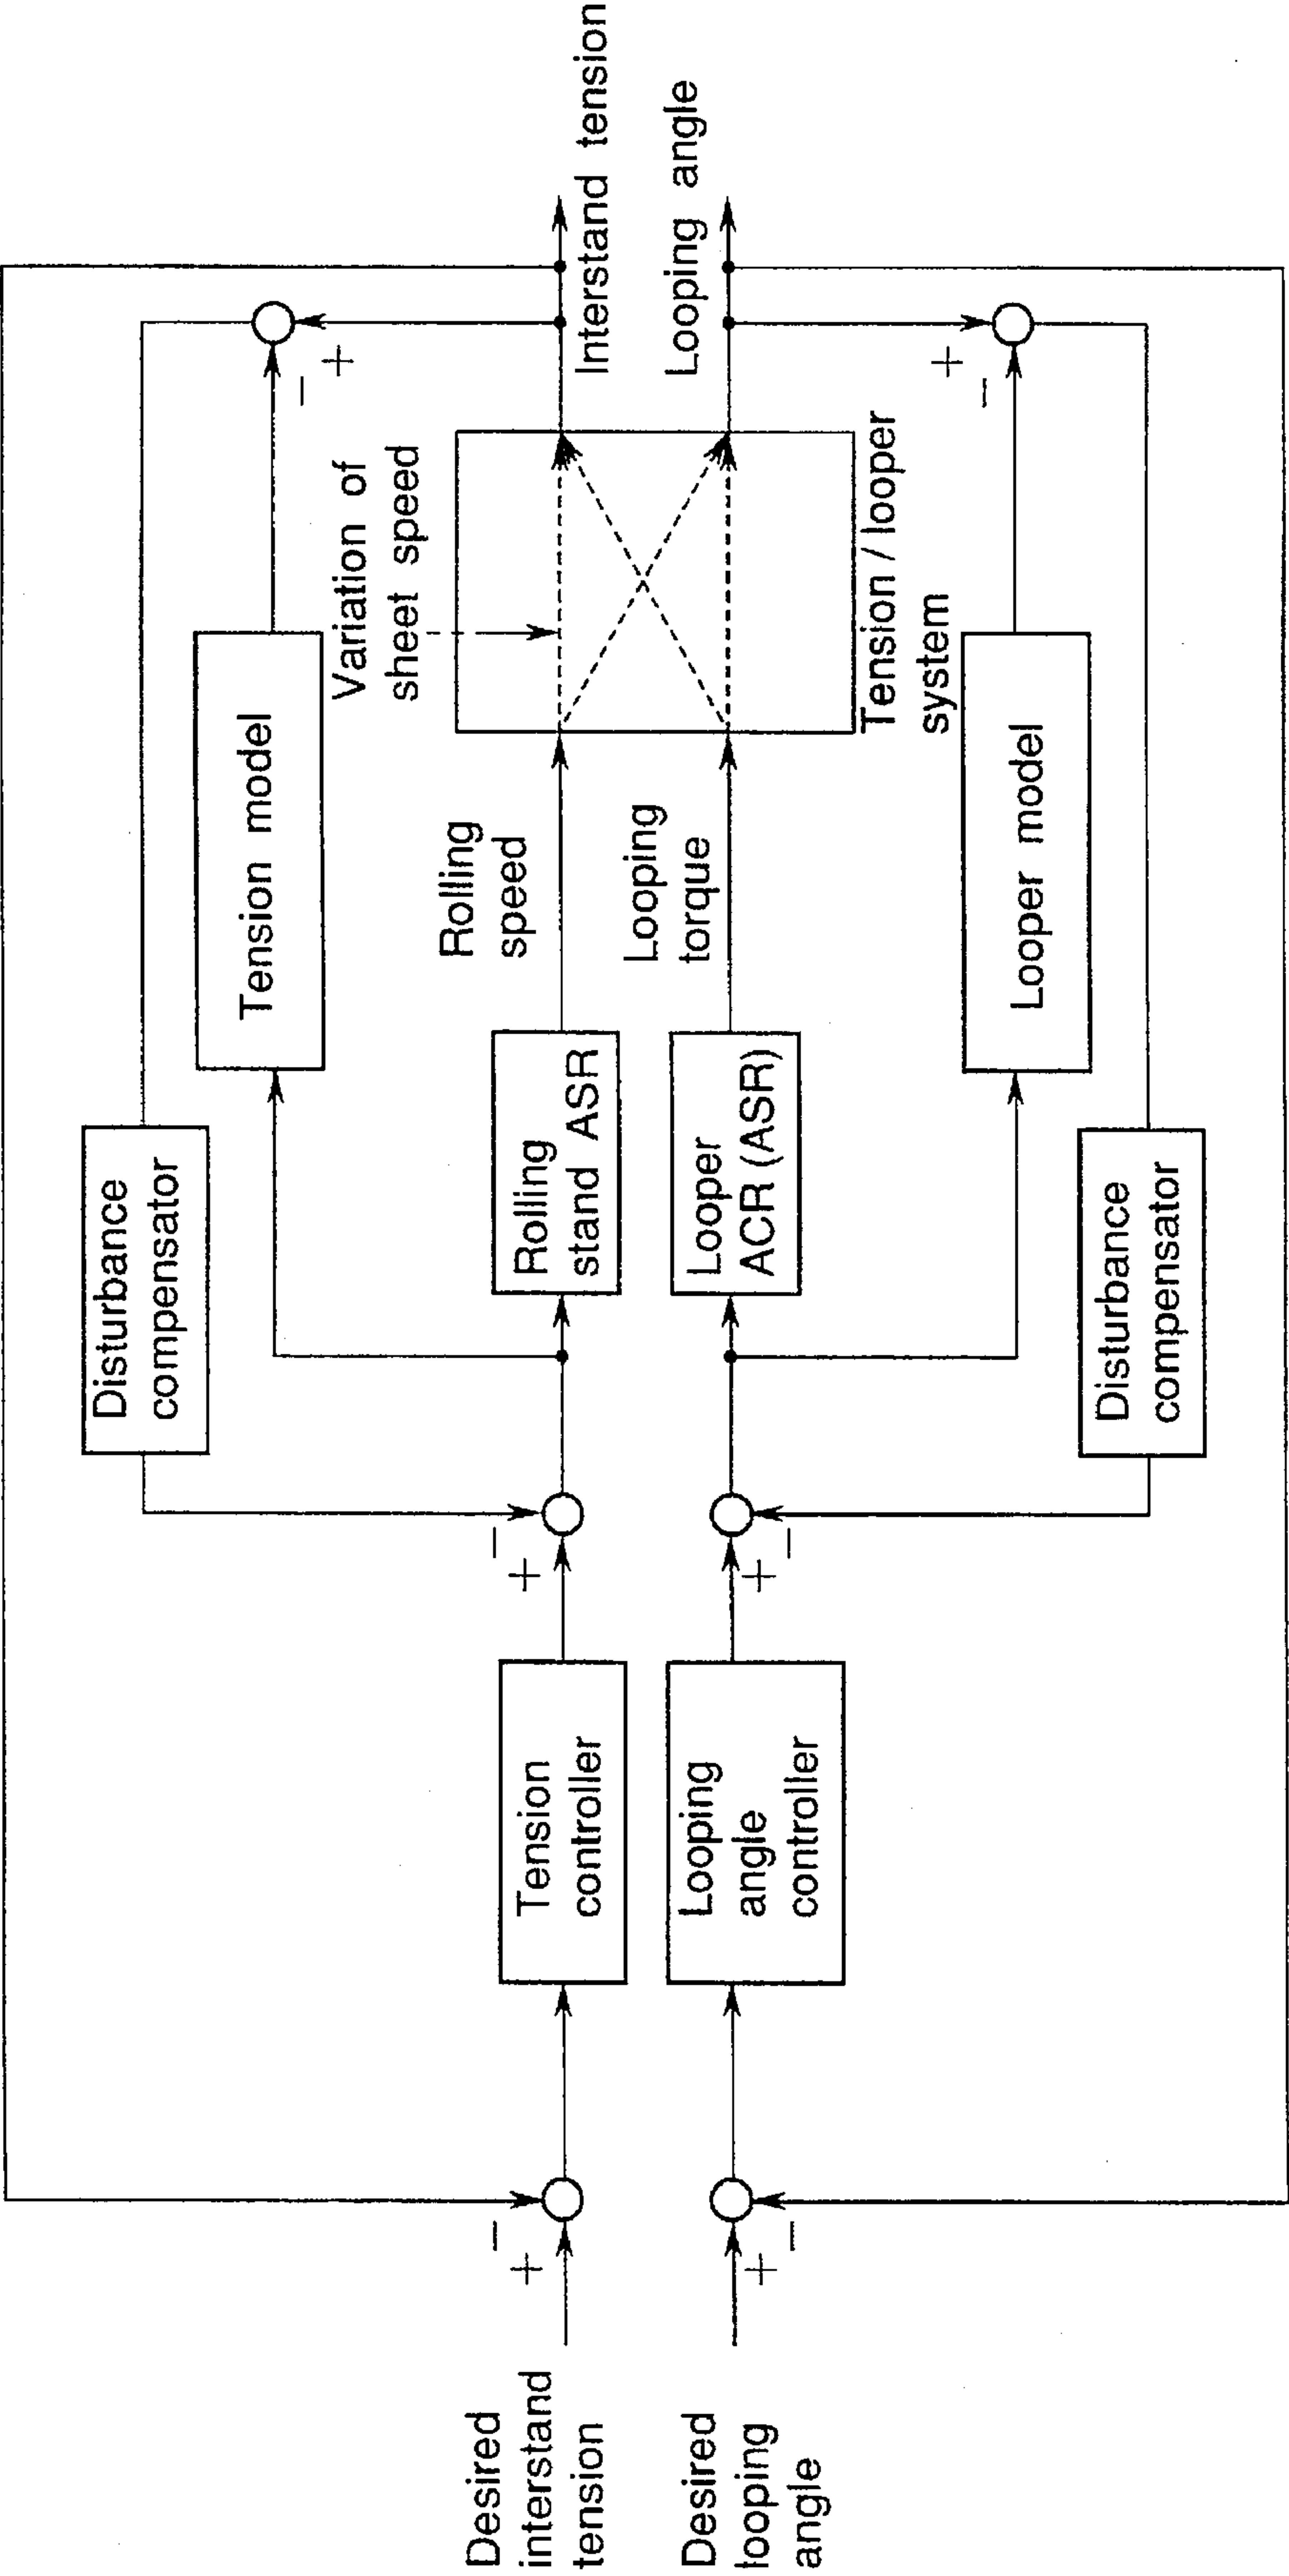 Disturbance
compensator
Tension model
−
+
Variation of
sheet speed
Desired
interstand
tension
−
+
Tension
controller
−
+
Rolling
stand ASR
Rolling
speed
Interstand tension
Desired
looping
angle
+
−
Looping
angle
controller
+
−
Looper
ACR (ASR)
Looping
torque
Looping angle
Tension / looper
system
+
−
Looper model
Disturbance
compensator